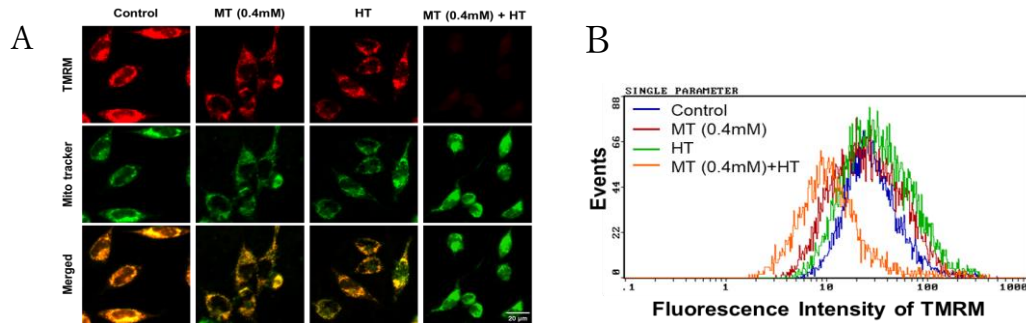 A
Control MT (0.4mM) HT MT (0.4mM) + HT
TMRM
Mito tracker
Merged
20 µm
B
SINGLE PARAMETER
88
66
44
22
0
Events
Control
MT (0.4mM)
HT
MT (0.4mM)+HT
.1 1 10 100 1000
Fluorescence Intensity of TMRM